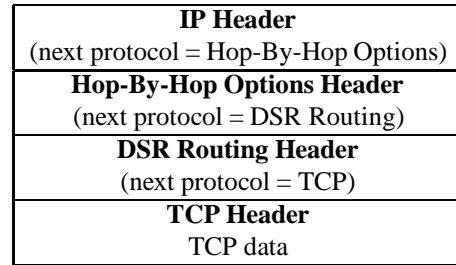 IP Header
(next protocol = Hop-By-Hop Options)
Hop-By-Hop Options Header
(next protocol = DSR Routing)
DSR Routing Header
(next protocol = TCP)
TCP Header
TCP data